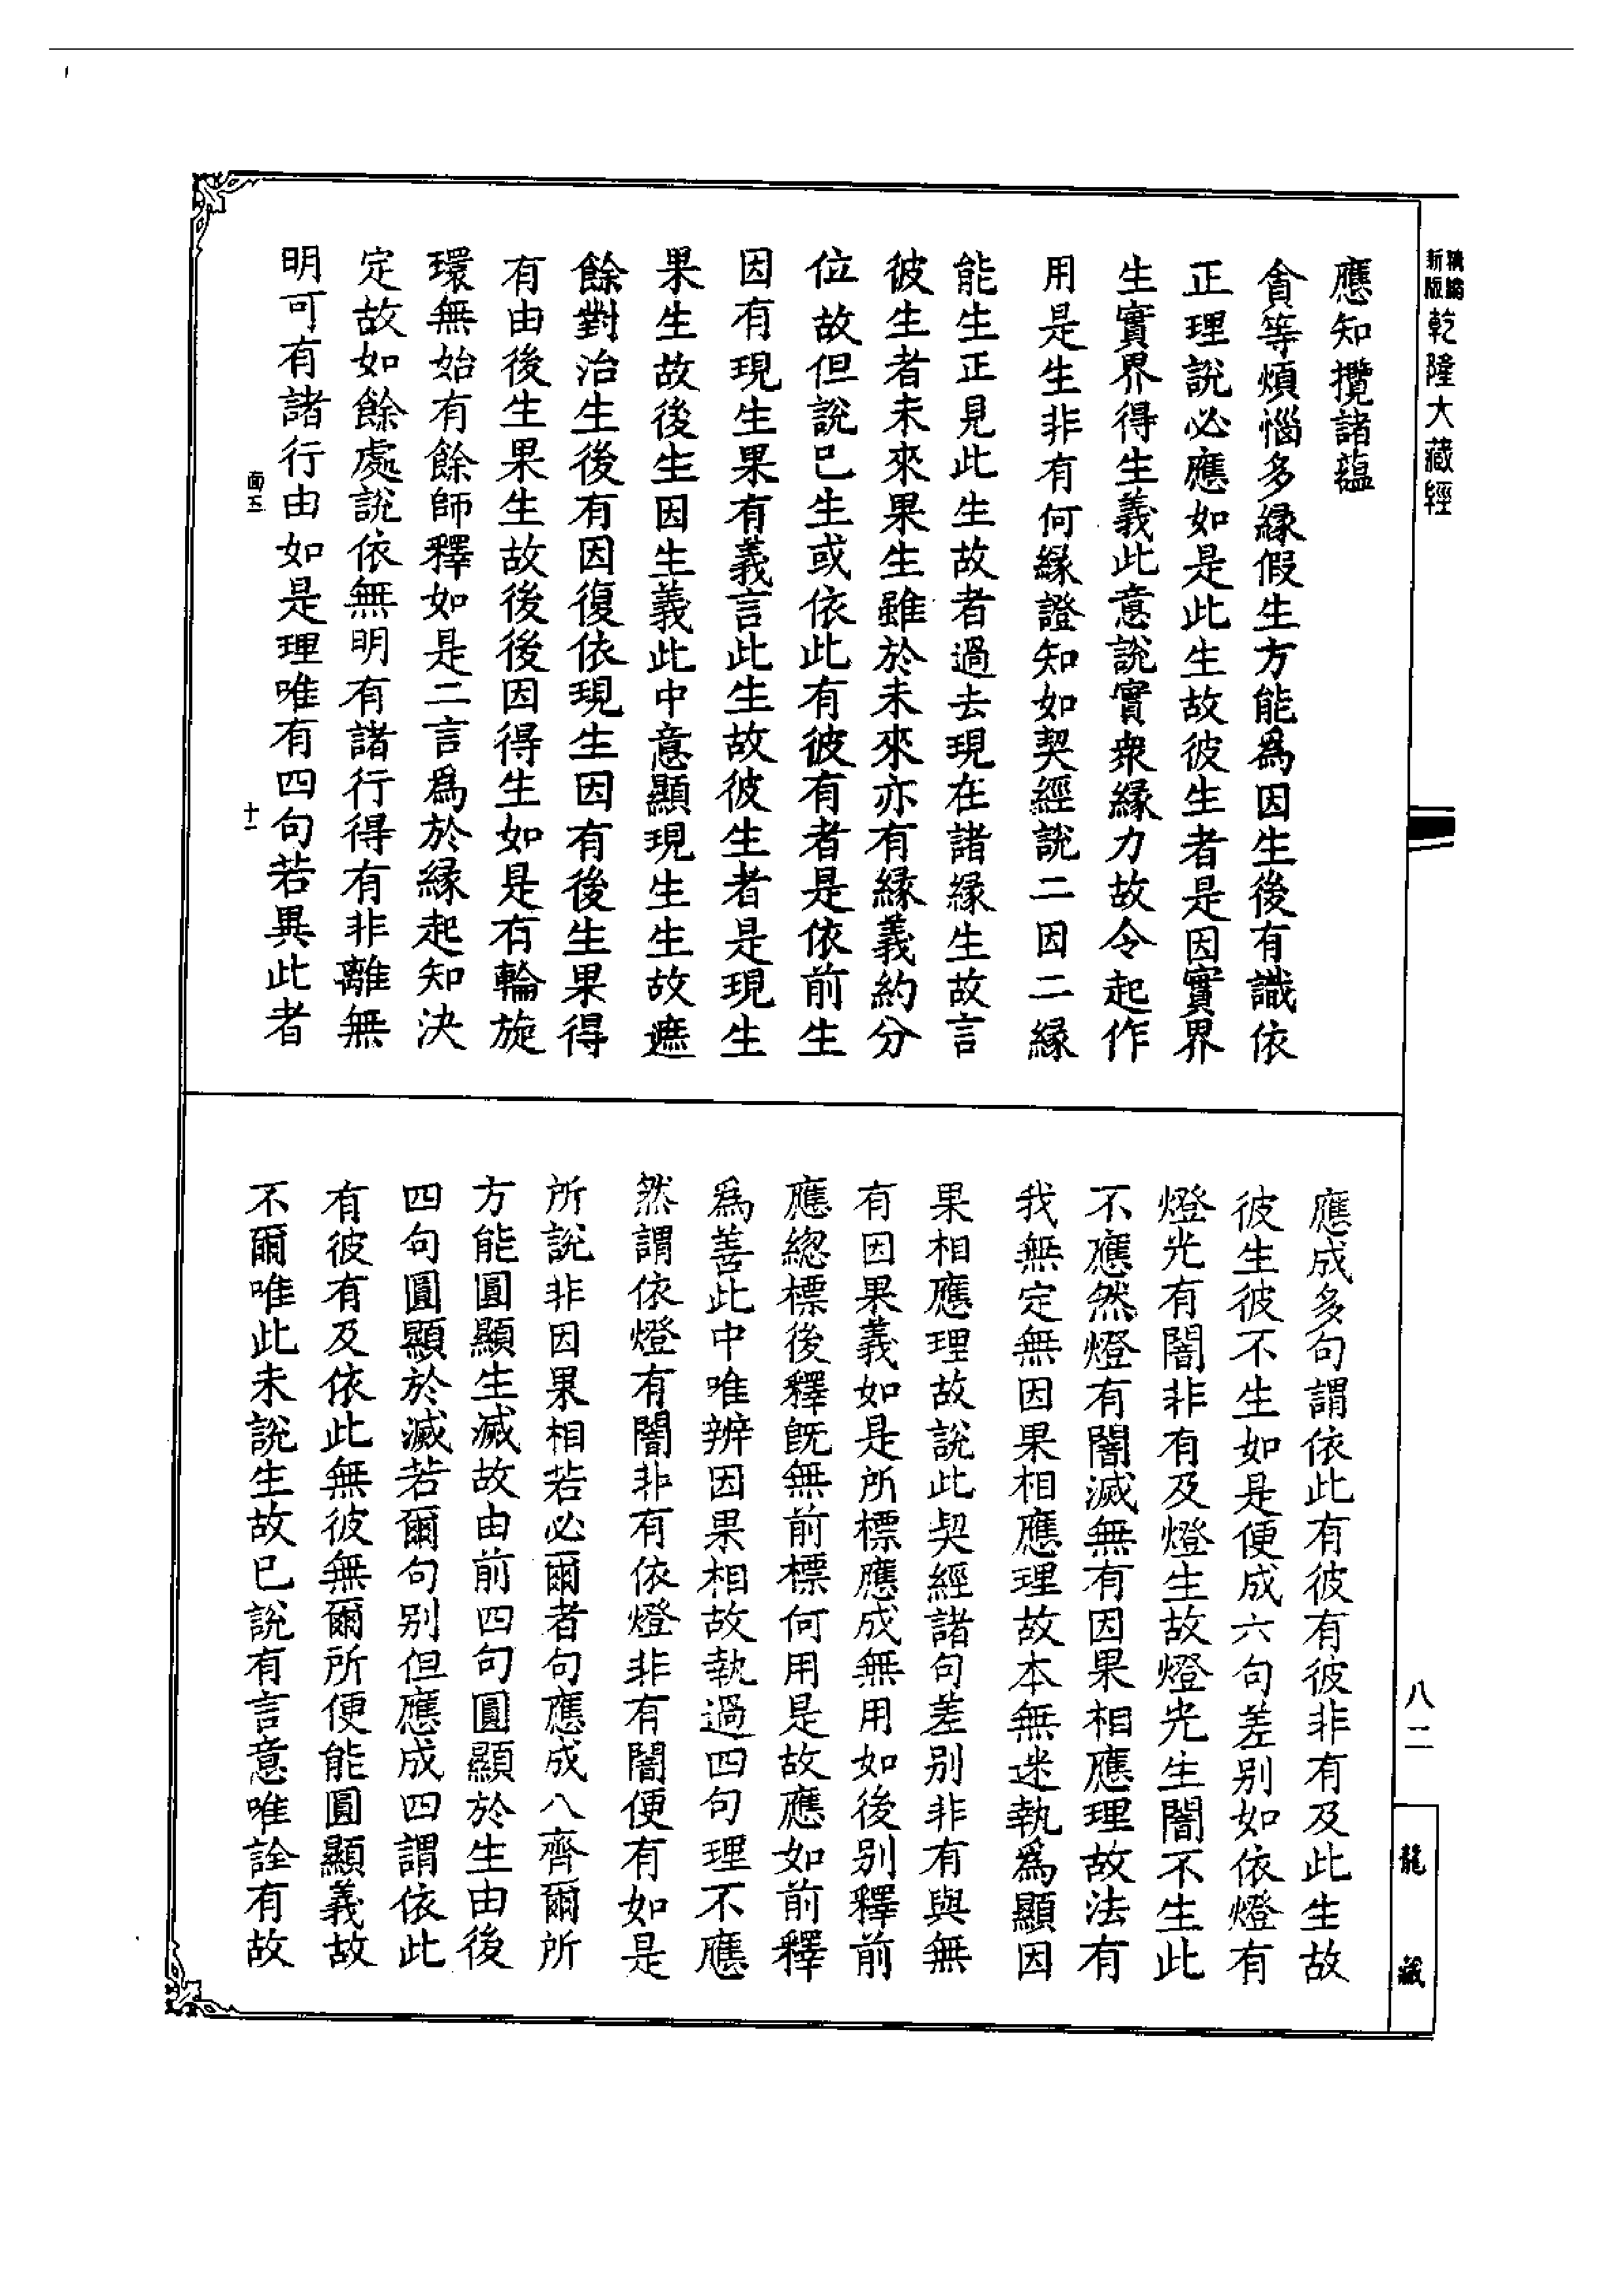 新版 精縮 乾隆大藏經
應知攬諸蘊
貪等煩惱多緣假生方能為因生後有識依
正理說必應如是此生故彼生者是因實界
生實界得生義此意說實衆緣力故令起作
用是生非有何緣證知如契經說二因二緣
能生正見此生故者過去現在諸緣生故言
彼生者未來果生雖於未來亦有緣義約分
位故但說已生或依此有彼有者是依前生
因有現生果有義言此生故彼生者是現生
果生故後生因生義此中意顯現生生故遮
餘對治生後有因復依現生因有後生果得
有由後生果生故後後因得生如是有輪旋
環無始有餘師釋如是二言為於緣起知決
定故如餘處說依無明有諸行得有非離無
明可有諸行由如是理唯有四句若異此者
面五 十一
應成多句謂依此有彼有彼非有及此生故
彼生彼不生如是便成六句差別如依燈有
燈光有闇非有及燈生故燈光生闇不生此
不應然燈有闇滅無有因果相應理故法有
我無定無因果相應理故本無迷執為顯因
果相應理故說此契經諸句差別非有與無
有因果義如是所標應成無用如後別釋前
應總標後釋既無前標何用是故應如前釋
為善此中唯辨因果相故執過四句理不應
然謂依燈有闇非有依燈非有闇便有如是
所說非因果相若必爾者句應成八齊爾所
方能圓顯生滅故由前四句圓顯於生由後
四句圓顯於滅若爾句別但應成四謂依此
有彼有及依此無彼無爾所便能圓顯義故
不爾唯此未說生故已說有言意唯詮有故
八二
龍藏